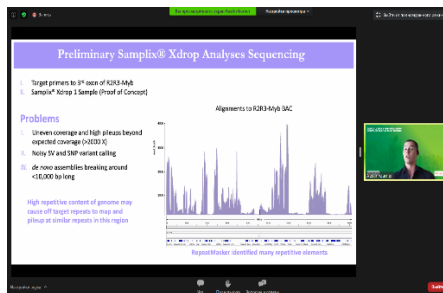 Preliminary Samplix® Xdrop Analyses Sequencing
I. Target primers to 3rd exon of R2R3-Myb
II. Samplix® Xdrop 1 Sample (Proof of Concept)
Problems
I. Uneven coverage and high pileups beyond
expected coverage (>2000 X)
II. Noisy SV and SNP variant calling
III. de novo assemblies breaking around
<10,000 bp long
High repetitive content of genome may
cause off target repeats to map and
pileup at similar repeats in this region
Alignments to R2R3-Myb BAC
RepeatMasker identified many repetitive elements